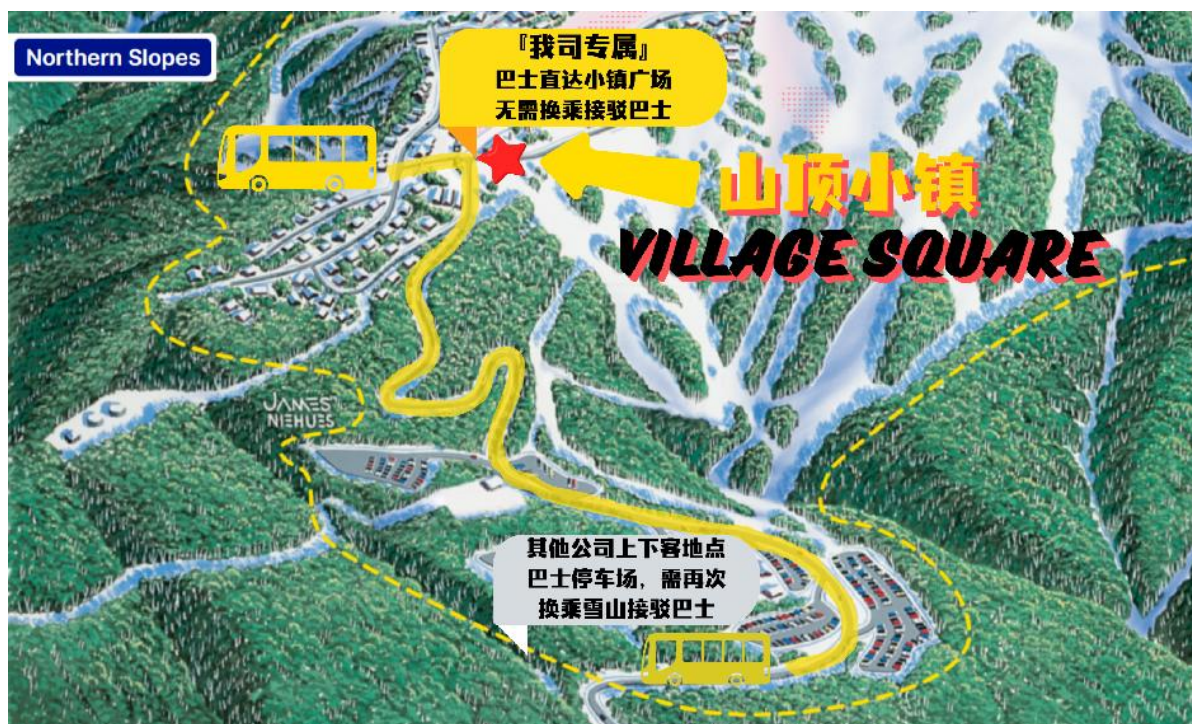 Northern Slopes
『我司专属』
巴士直达小镇广场
无需换乘接驳巴士
山顶小镇
VILLAGE SQUARE
JAMES
NIEHUES
其他公司上下客地点
巴士停车场，需再次
换乘雪山接驳巴士